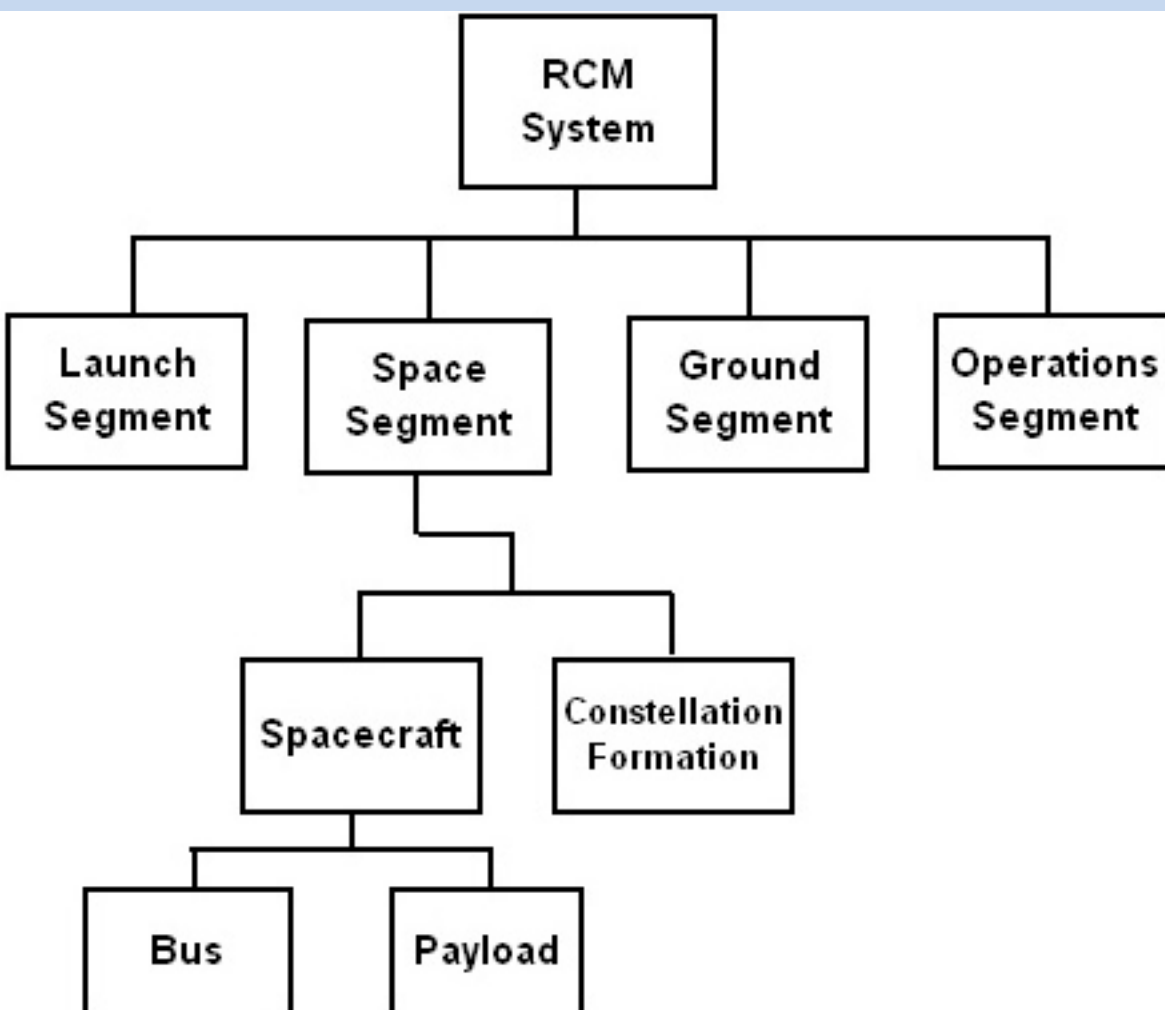 RCM
System
Launch
Segment
Space
Segment
Ground
Segment
Operations
Segment
Spacecraft
Constellation
Formation
Bus
Payload